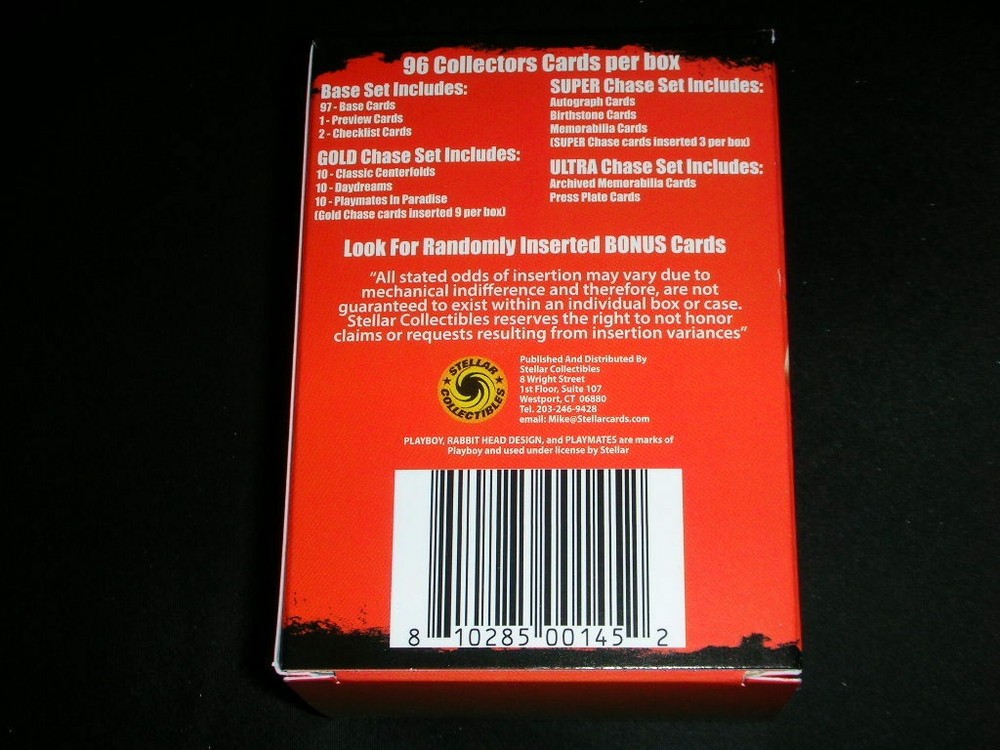 96 Collectors Cards per box
Base Set Includes:
97 - Base Cards
1 - Preview Cards
2 - Checklist Cards
GOLD Chase Set Includes:
10 - Classic Centerfolds
10 - Daydreams
10 - Playmates in Paradise
(Gold Chase cards inserted 9 per box)
SUPER Chase Set Includes:
Autograph Cards
Birthstone Cards
Memorabilia Cards
(SUPER Chase cards inserted 3 per box)
ULTRA Chase Set Includes:
Archived Memorabilia Cards
Press Plate Cards
Look For Randomly Inserted BONUS Cards
"All stated odds of insertion may vary due to
mechanical indifference and therefore, are not
guaranteed to exist within an individual box or case.
Stellar Collectibles reserves the right to not honor
claims or requests resulting from insertion variances"
STELLAR
COLLECTIBLES
Published And Distributed By
Stellar Collectibles
8 Wright Street
1st Floor, Suite 107
Westport, CT 06880
Tel. 203-246-9428
email: Mike@Stellarcards.com
PLAYBOY, RABBIT HEAD DESIGN, and PLAYMATES are marks of
Playboy and used under license by Stellar
8 10285 00145 2